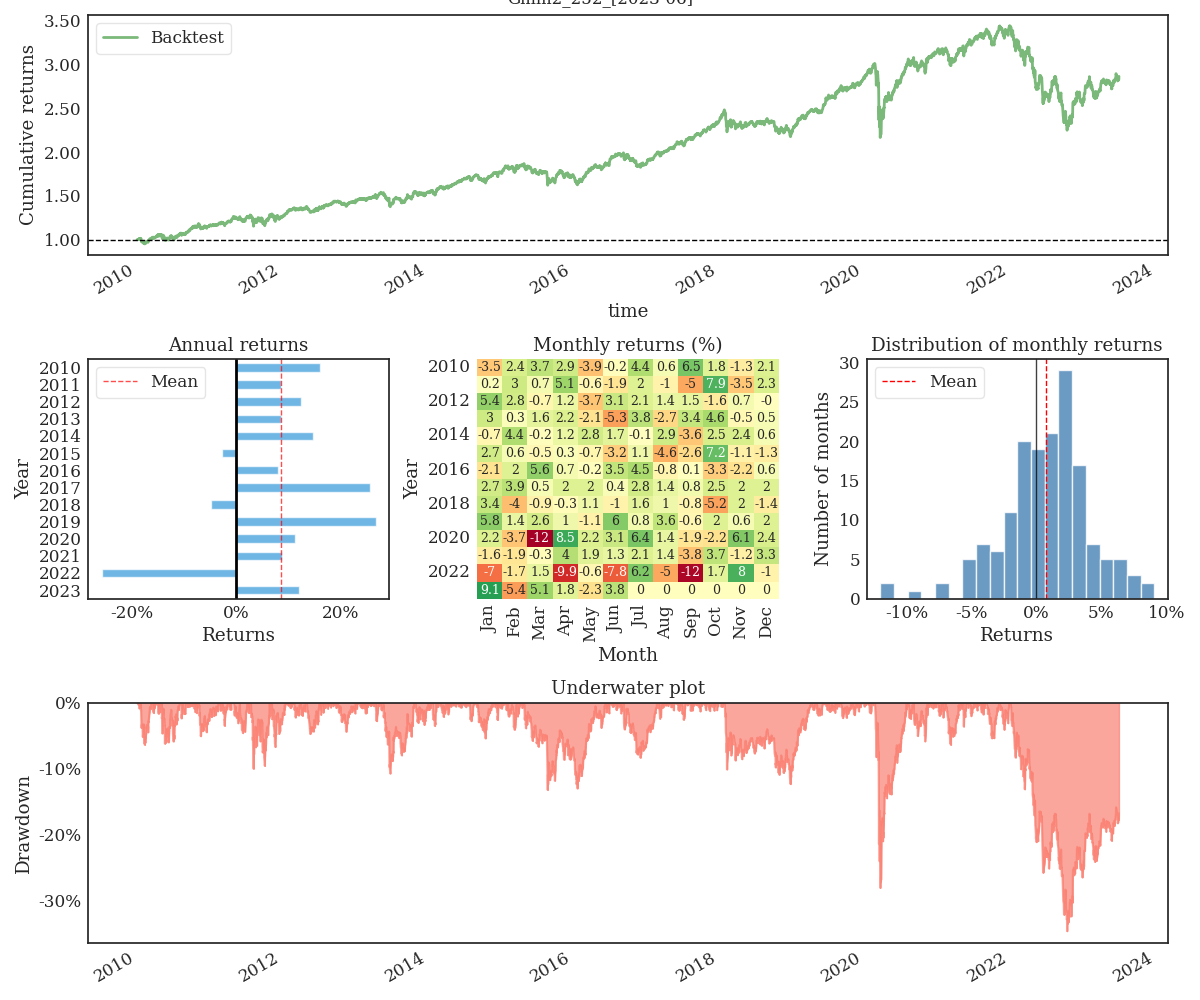 3.50
3.00
2.50
2.00
1.50
1.00
Cumulative returns
Backtest
2010 2012 2014 2016 2018 2020 2022 2024
time
Annual returns
Mean
2010
2011
2012
2013
2014
2015
2016
2017
2018
2019
2020
2021
2022
2023
Year
-20% 0% 20%
Returns
Monthly returns (%)
2010 -3.5 2.4 3.7 2.9 -3.9 -0.2 4.4 0.6 6.5 1.8 -1.3 2.1
0.2 3 0.7 5.1 -0.6 -1.9 2 -1 -5 7.9 -3.5 2.3
2012 5.4 2.8 -0.7 1.2 -3.7 3.1 2.1 1.4 1.5 -1.6 0.7 -0
3 0.3 1.6 2.2 -2.1 -5.3 3.8 -2.7 3.4 4.6 -0.5 0.5
2014 -0.7 4.4 -0.2 1.2 2.8 1.7 -0.1 2.9 -3.6 2.5 2.4 0.6
2.7 0.6 -0.5 0.3 -0.7 -3.2 1.1 -4.6 -2.6 7.2 -1.1 -1.3
2016 -2.1 2 5.6 0.7 -0.2 3.5 4.5 -0.8 0.1 -3.3 -2.2 0.6
2.7 3.9 0.5 2 2 0.4 2.8 1.4 0.8 2.5 2 2
2018 3.4 -4 -0.9 -0.3 1.1 -1 1.6 1 -0.8 -5.2 2 -1.4
5.8 1.4 2.6 1 -1.1 6 0.8 3.6 -0.6 2 0.6 2
2020 2.2 -3.7 -12 8.5 2.2 3.1 6.4 1.4 -1.9 -2.2 6.1 2.4
-1.6 -1.9 -0.3 4 1.9 1.3 2.1 1.4 -3.8 3.7 -1.2 3.3
2022 -7 -1.7 1.5 -9.9 -0.6 -7.8 6.2 -5 -12 1.7 8 -1
9.1 -5.4 5.1 1.8 -2.3 3.8 0 0 0 0 0 0
Year
Jan Feb Mar Apr May Jun Jul Aug Sep Oct Nov Dec
Month
Distribution of monthly returns
Mean
30
25
20
15
10
5
0
Number of months
-10% -5% 0% 5% 10%
Returns
Underwater plot
0%
-10%
-20%
-30%
Drawdown
2010 2012 2014 2016 2018 2020 2022 2024